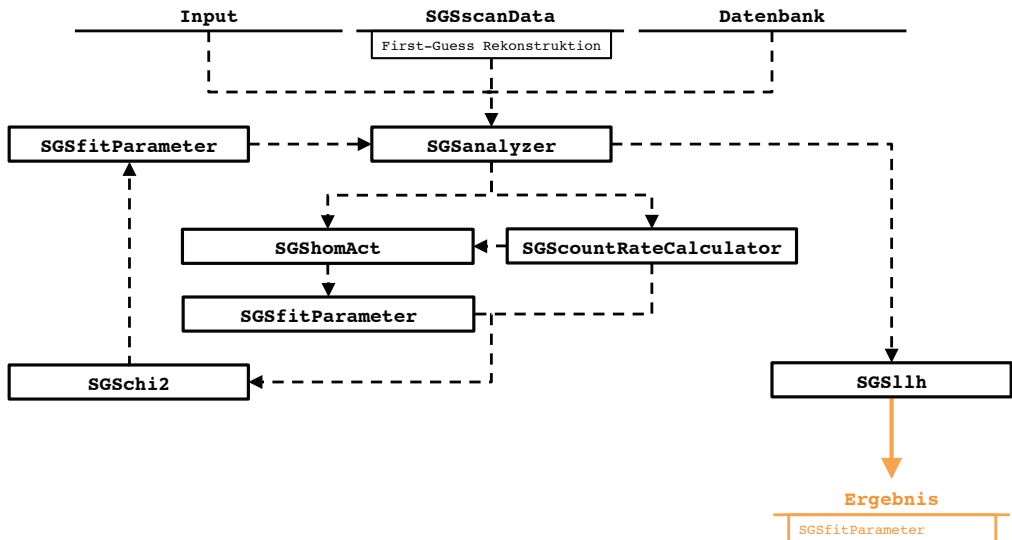 Input
SGSscanData
Datenbank
First-Guess Rekonstruktion
SGSfitParameter
SGSanalyzer
SGShomAct
SGScountRateCalculator
SGSfitParameter
SGSchi2
SGSllh
Ergebnis
SGSfitParameter